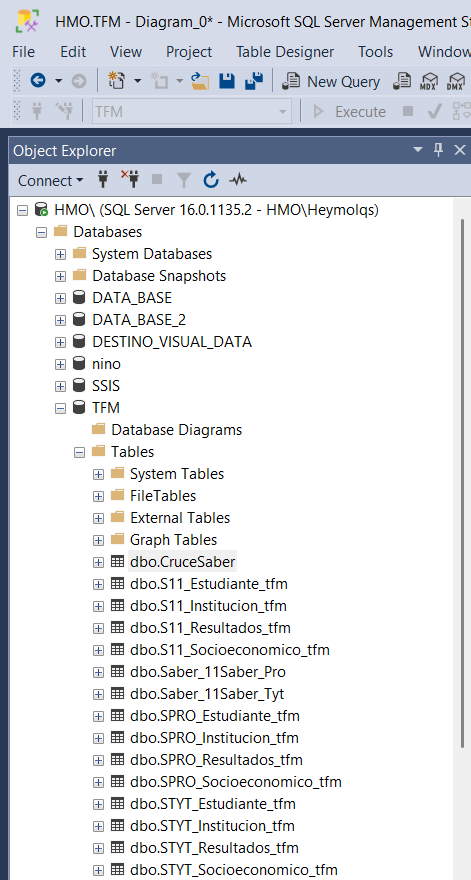 HMO.TFM - Diagram_0* - Microsoft SQL Server Management St
File Edit View Project Table Designer Tools Window
New Query MDX DMX
TFM Execute
Object Explorer
Connect
HMO\ (SQL Server 16.0.1135.2 - HMO\Heymolqs)
Databases
System Databases
Database Snapshots
DATA_BASE
DATA_BASE_2
DESTINO_VISUAL_DATA
nino
SSIS
TFM
Database Diagrams
Tables
System Tables
FileTables
External Tables
Graph Tables
dbo.CruceSaber
dbo.S11_Estudiante_tfm
dbo.S11_Institucion_tfm
dbo.S11_Resultados_tfm
dbo.S11_Socioeconomico_tfm
dbo.Saber_11Saber_Pro
dbo.Saber_11Saber_Tyt
dbo.SPRO_Estudiante_tfm
dbo.SPRO_Institucion_tfm
dbo.SPRO_Resultados_tfm
dbo.SPRO_Socioeconomico_tfm
dbo.STYT_Estudiante_tfm
dbo.STYT_Institucion_tfm
dbo.STYT_Resultados_tfm
dbo.STYT_Socioeconomico_tfm